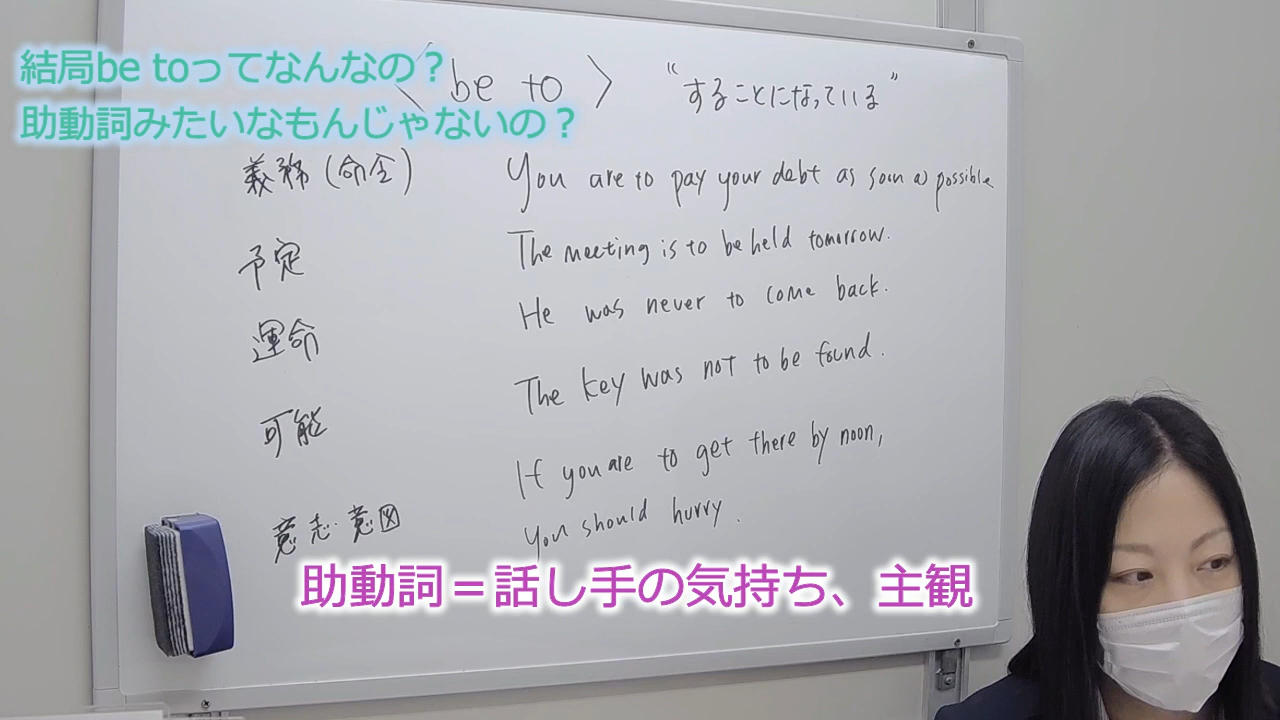 結局be toってなんなの？
助動詞みたいなもんじゃないの？
〈be to〉 “することになっている”
義務(命令) You are to pay your debt as soon as possible
予定 The meeting is to be held tomorrow.
運命 He was never to come back.
可能 The key was not to be found.
意志・意図 If you are to get there by noon,
you should hurry.
助動詞＝話し手の気持ち、主観